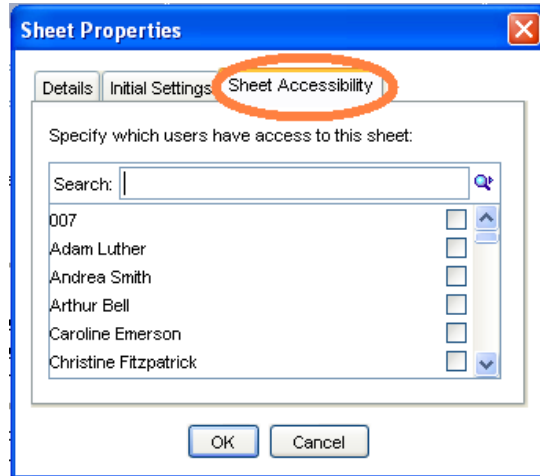 Sheet Properties
Details Initial Settings Sheet Accessibility
Specify which users have access to this sheet:
Search:
007
Adam Luther
Andrea Smith
Arthur Bell
Caroline Emerson
Christine Fitzpatrick
OK Cancel